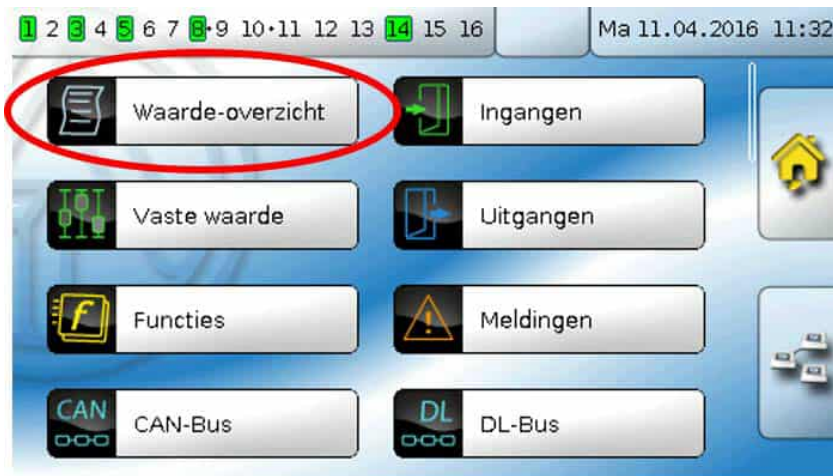 1 2 3 4 5 6 7 8·9 10·11 12 13 14 15 16
Ma 11.04.2016 11:32
Waarde-overzicht
Ingangen
Vaste waarde
Uitgangen
f Functies
Meldingen
CAN
CAN-Bus
DL
DL-Bus